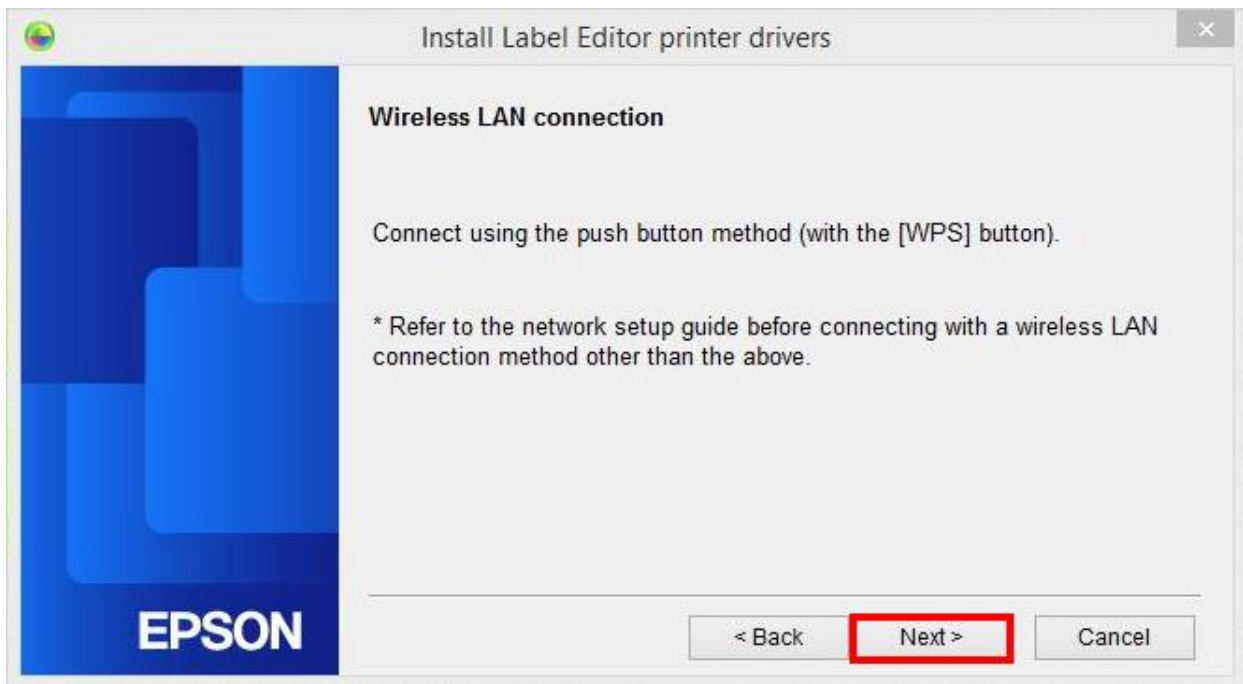 Install Label Editor printer drivers
Wireless LAN connection
Connect using the push button method (with the [WPS] button).
* Refer to the network setup guide before connecting with a wireless LAN
connection method other than the above.
EPSON
< Back
Next >
Cancel